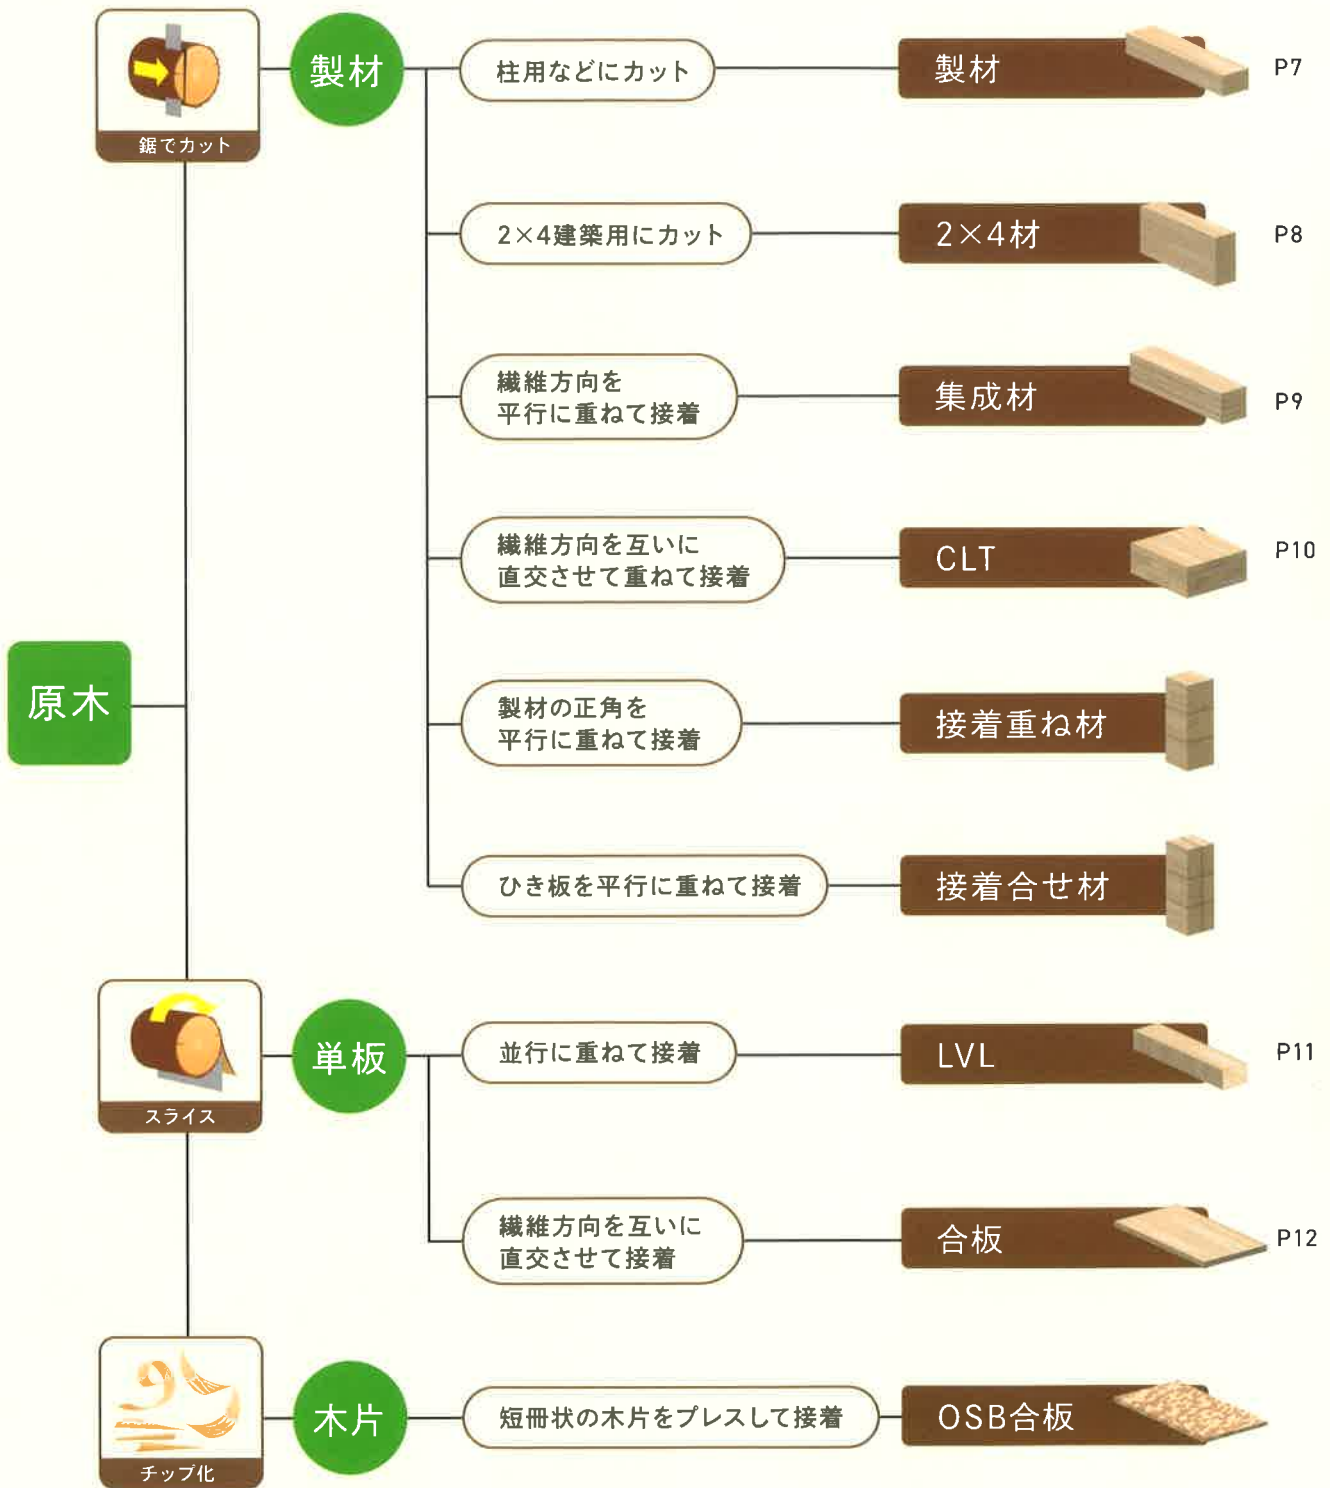 鋸でカット
製材
柱用などにカット
製材
P7
2×4建築用にカット
2×4材
P8
繊維方向を
平行に重ねて接着
集成材
P9
繊維方向を互いに
直交させて重ねて接着
CLT
P10
原木
製材の正角を
平行に重ねて接着
接着重ね材
ひき板を平行に重ねて接着
接着合せ材
スライス
単板
並行に重ねて接着
LVL
P11
繊維方向を互いに
直交させて接着
合板
P12
チップ化
木片
短冊状の木片をプレスして接着
OSB合板